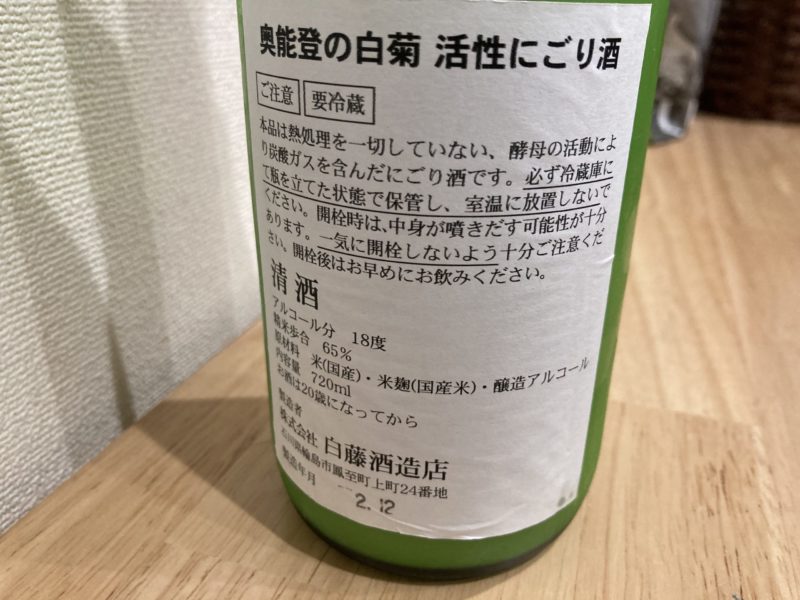 奥能登の白菊 活性にごり酒
ご注意 要冷蔵
本品は熱処理を一切していない、酵母の活動によ
り炭酸ガスを含んだにごり酒です。必ず冷蔵庫に
て瓶を立てた状態で保管し、室温に放置しないで
ください。開栓時は、中身が噴きだす可能性が十分
あります。一気に開栓しないよう十分ご注意くだ
さい。開栓後はお早めにお飲みください。
清酒
アルコール分 18度
精米歩合 65%
原材料 米(国産)・米麹(国産米)・醸造アルコール
内容量 720ml
お酒は20歳になってから
製造者
株式会社 白藤酒造店
石川県輪島市鳳至町上町24番地
製造年月 2.12